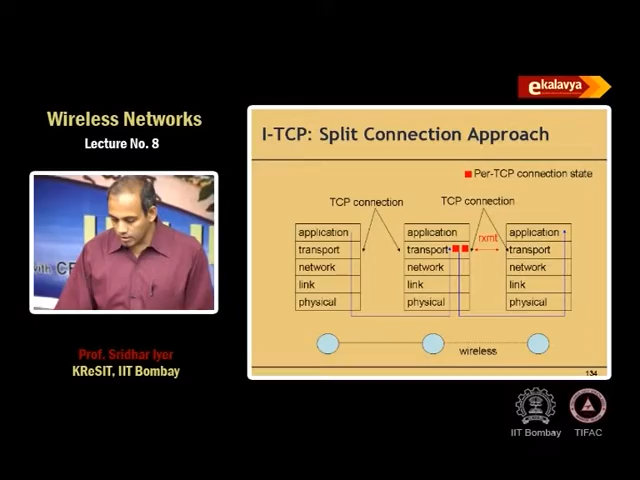 ekalavya
Wireless Networks
Lecture No. 8
I-TCP: Split Connection Approach
Per-TCP connection state
TCP connection
TCP connection
application
application
application
rxmt
transport
transport
transport
network
network
network
link
link
link
physical
physical
physical
wireless
134
Prof. Sridhar Iyer
KReSIT, IIT Bombay
IIT Bombay
TIFAC